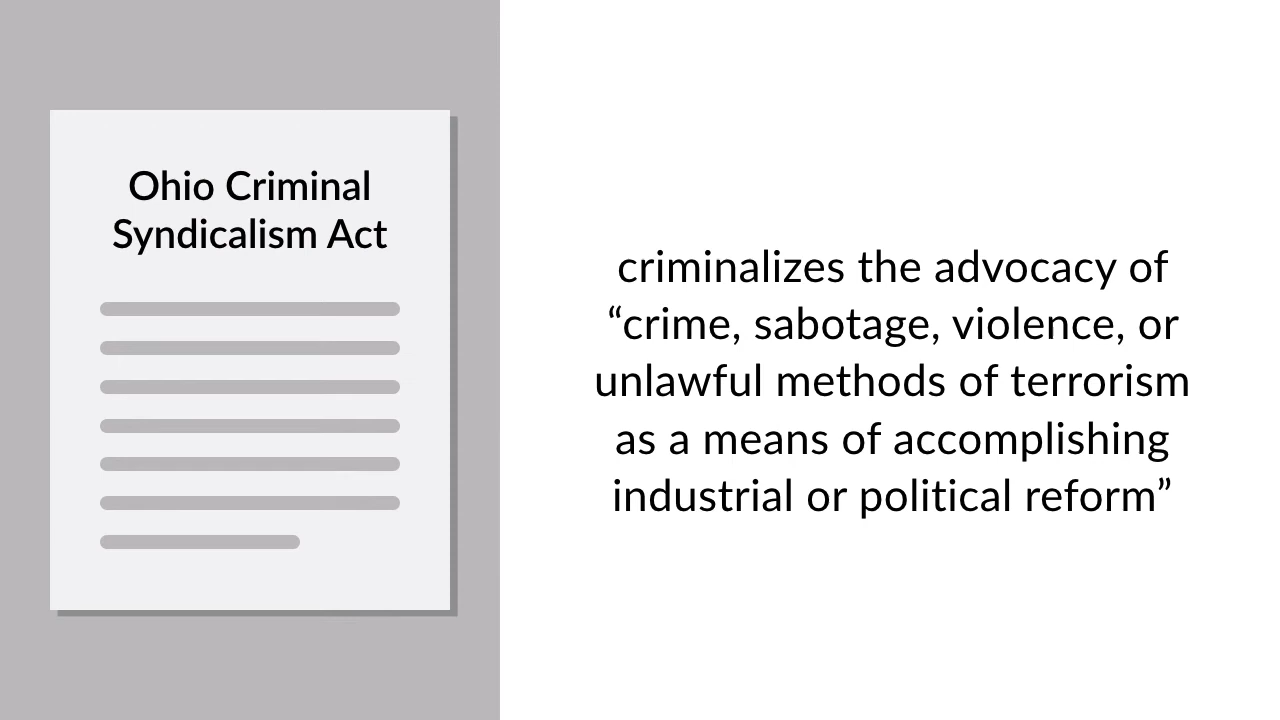 Ohio Criminal
Syndicalism Act
criminalizes the advocacy of
“crime, sabotage, violence, or
unlawful methods of terrorism
as a means of accomplishing
industrial or political reform”